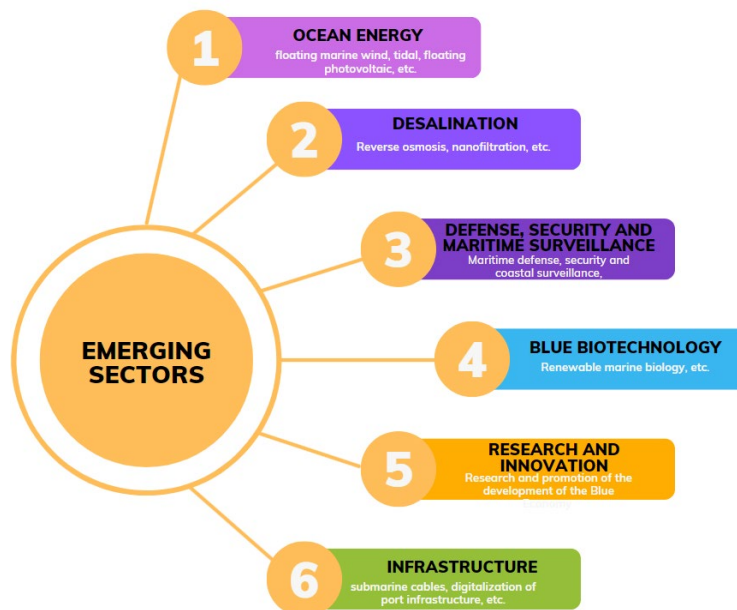 EMERGING
SECTORS
1
OCEAN ENERGY
floating marine wind, tidal, floating
photovoltaic, etc.
2
DESALINATION
Reverse osmosis, nanofiltration, etc.
3
DEFENSE, SECURITY AND
MARITIME SURVEILLANCE
Maritime defense, security and
coastal surveillance,
4
BLUE BIOTECHNOLOGY
Renewable marine biology, etc.
5
RESEARCH AND
INNOVATION
Research and promotion of the
development of the Blue
6
INFRASTRUCTURE
submarine cables, digitalization of
port infrastructure, etc.